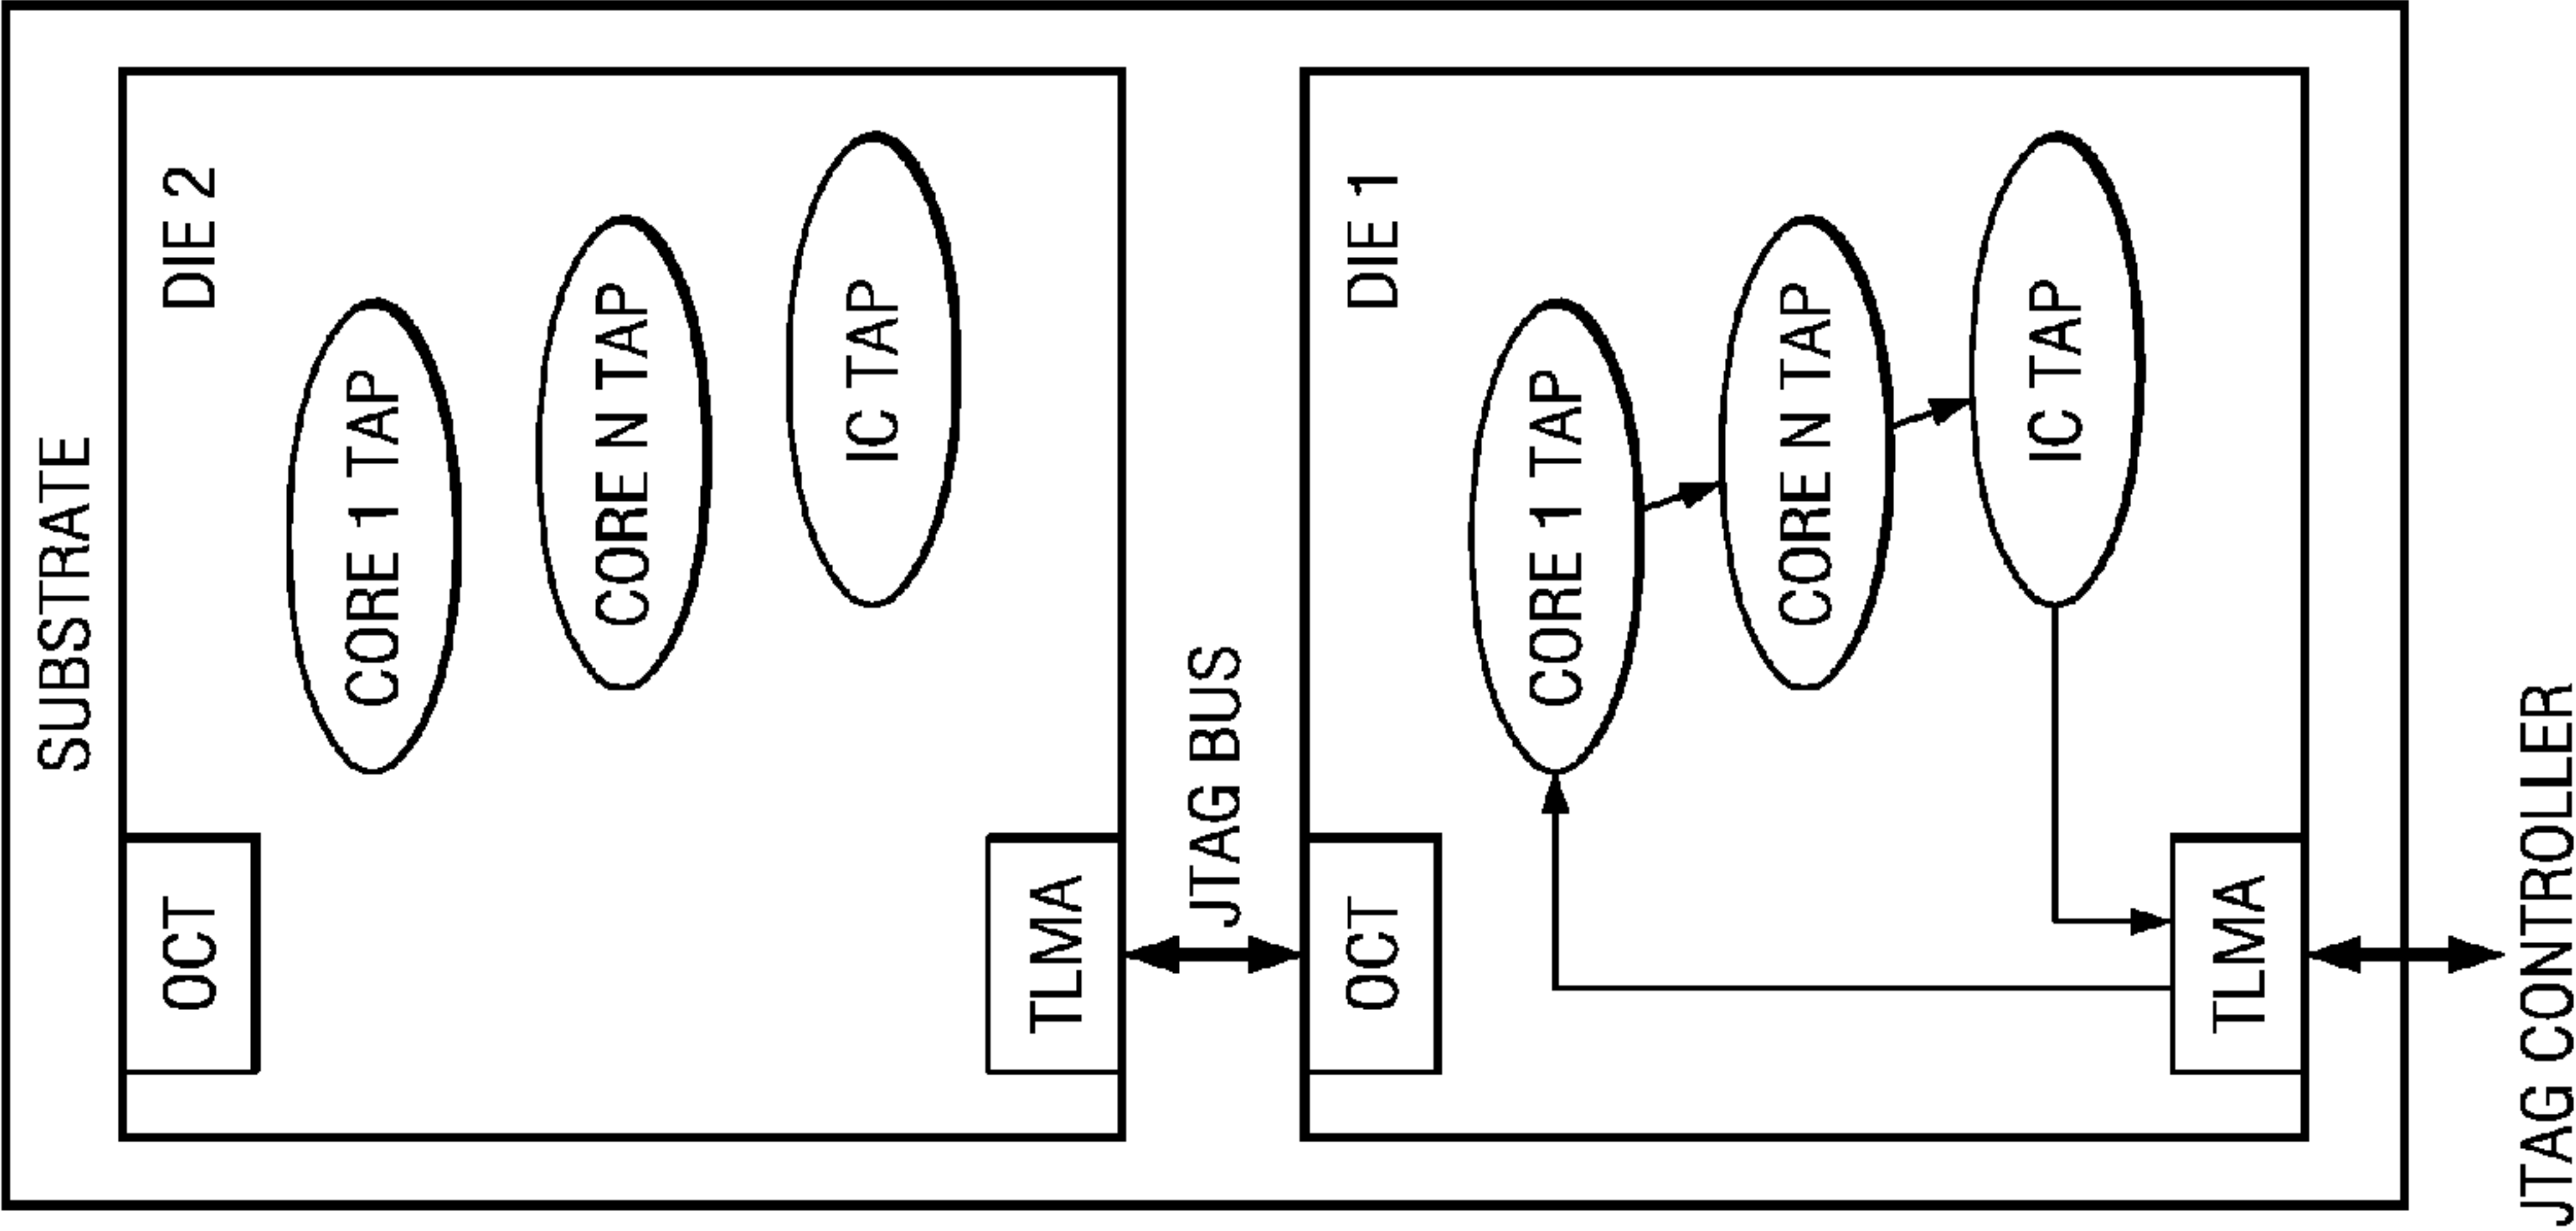 SUBSTRATE
OCT
DIE 2
CORE 1 TAP
CORE N TAP
IC TAP
TLMA
JTAG BUS
OCT
DIE 1
CORE 1 TAP
CORE N TAP
IC TAP
TLMA
JTAG CONTROLLER